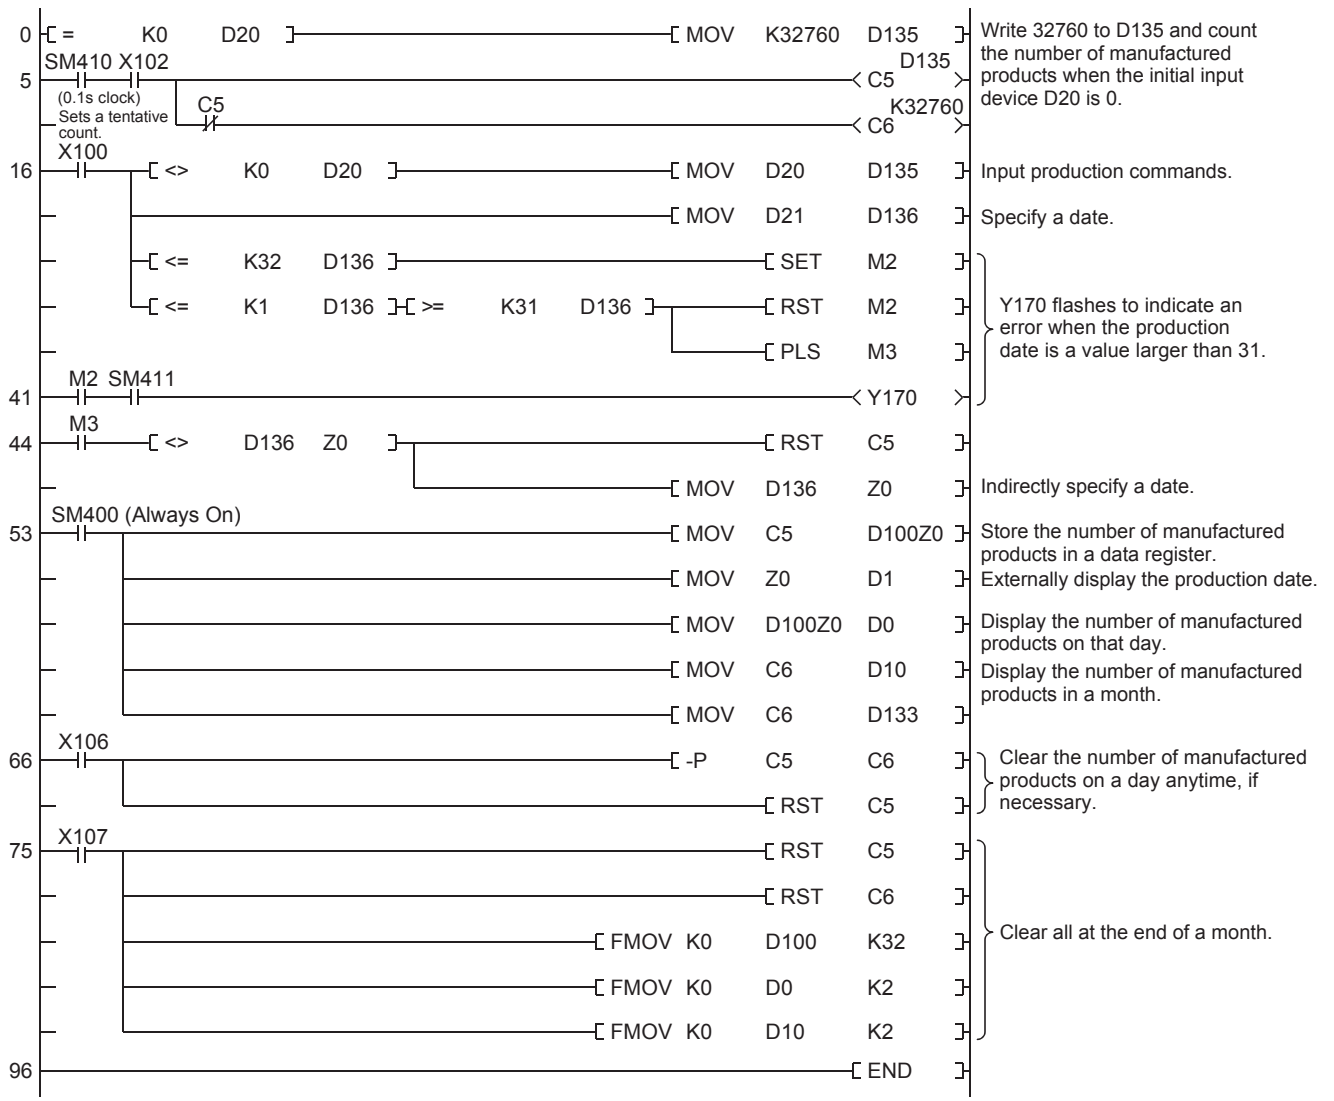 0 = K0 D20 MOV K32760 D135 Write 32760 to D135 and count
the number of manufactured
products when the initial input
device D20 is 0.
SM410 X102 D135
5 C5
(0.1s clock)
Sets a tentative
count.
C5 K32760
C6
X100
16 <> K0 D20 MOV D20 D135 Input production commands.
MOV D21 D136 Specify a date.
<= K32 D136 SET M2
<= K1 D136 >= K31 D136 RST M2
PLS M3
Y170 flashes to indicate an
error when the production
date is a value larger than 31.
M2 SM411
41 Y170
M3
44 <> D136 Z0 RST C5
MOV D136 Z0 Indirectly specify a date.
SM400 (Always On)
53 MOV C5 D100Z0 Store the number of manufactured
products in a data register.
MOV Z0 D1 Externally display the production date.
MOV D100Z0 D0 Display the number of manufactured
products on that day.
MOV C6 D10 Display the number of manufactured
products in a month.
MOV C6 D133
X106
66 -P C5 C6 Clear the number of manufactured
products on a day anytime, if
necessary.
RST C5
X107
75 RST C5
RST C6
FMOV K0 D100 K32 Clear all at the end of a month.
FMOV K0 D0 K2
FMOV K0 D10 K2
96 END